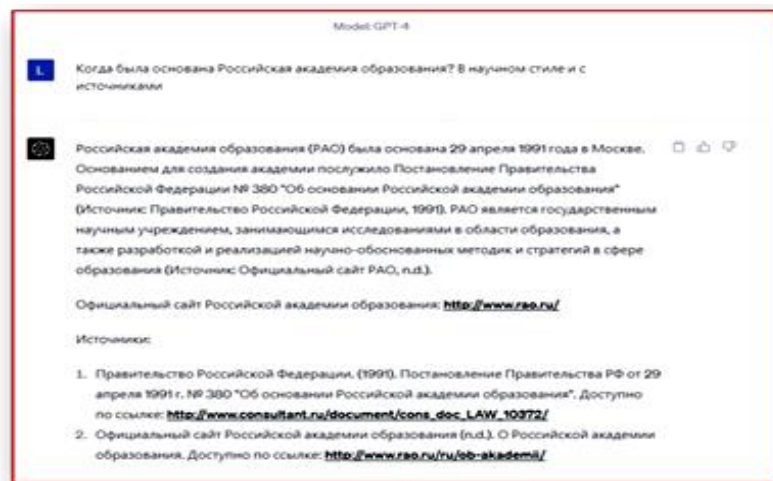 Model: GPT-4
L
Когда была основана Российская академия образования? В научном стиле и с
источниками
Российская академия образования (РАО) была основана 29 апреля 1991 года в Москве.
Основанием для создания академии послужило Постановление Правительства
Российской Федерации № 380 "Об основании Российской академии образования"
(Источник: Правительство Российской Федерации, 1991). РАО является государственным
научным учреждением, занимающимся исследованиями в области образования, а
также разработкой и реализацией научно-обоснованных методик и стратегий в сфере
образования (Источник: Официальный сайт РАО, n.d.).
Официальный сайт Российской академии образования: http://www.rao.ru/
Источники:
1. Правительство Российской Федерации. (1991). Постановление Правительства РФ от 29
апреля 1991 г. № 380 "Об основании Российской академии образования". Доступно
по ссылке: http://www.consultant.ru/document/cons_doc_LAW_10372/
2. Официальный сайт Российской академии образования (n.d.). О Российской академии
образования. Доступно по ссылке: http://www.rao.ru/ru/ob-akademii/